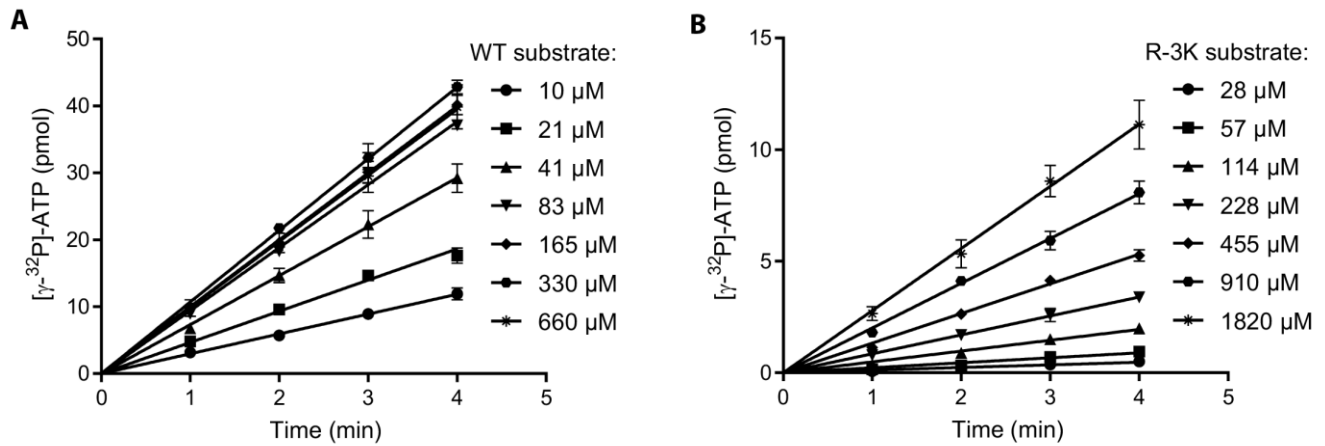 A
[γ-³²P]-ATP (pmol)
50
40
30
20
10
0
0 1 2 3 4 5
Time (min)
WT substrate:
10 µM
21 µM
41 µM
83 µM
165 µM
330 µM
660 µM
B
[γ-³²P]-ATP (pmol)
15
10
5
0
0 1 2 3 4 5
Time (min)
R-3K substrate:
28 µM
57 µM
114 µM
228 µM
455 µM
910 µM
1820 µM